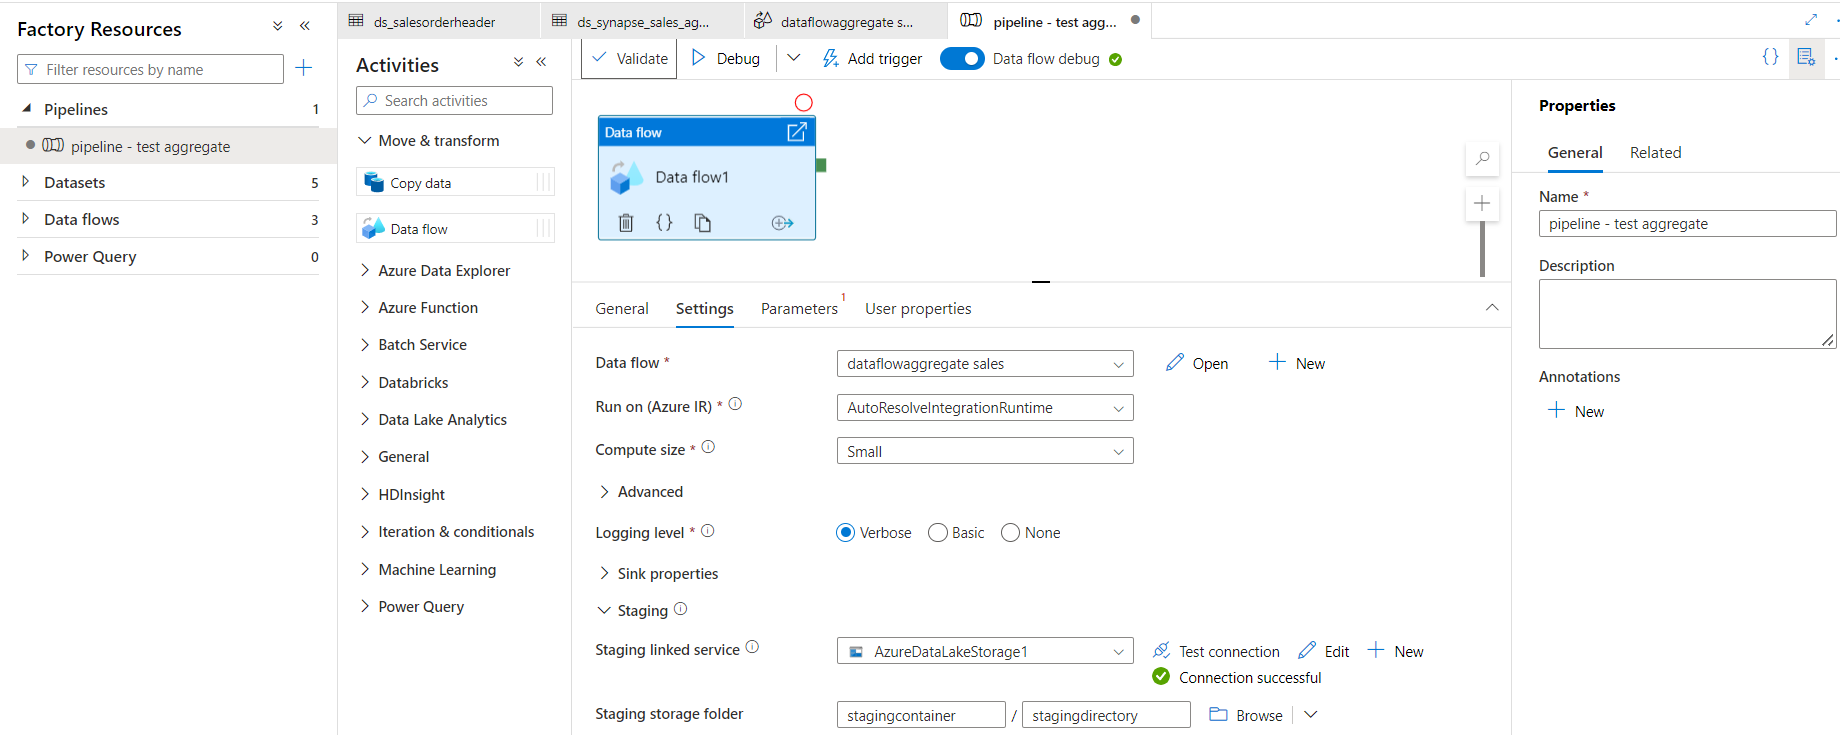 Factory Resources
Filter resources by name
Pipelines 1
pipeline - test aggregate
Datasets 5
Data flows 3
Power Query 0
ds_salesorderheader
ds_synapse_sales_ag...
dataflowaggregate s...
pipeline - test agg...
Activities
Search activities
Move & transform
Copy data
Data flow
Azure Data Explorer
Azure Function
Batch Service
Databricks
Data Lake Analytics
General
HDInsight
Iteration & conditionals
Machine Learning
Power Query
Validate Debug Add trigger Data flow debug
Data flow
Data flow1
General Settings Parameters 1 User properties
Data flow * dataflowaggregate sales Open New
Run on (Azure IR) * AutoResolveIntegrationRuntime
Compute size * Small
Advanced
Logging level * Verbose Basic None
Sink properties
Staging
Staging linked service AzureDataLakeStorage1 Test connection Edit New
Connection successful
Staging storage folder stagingcontainer / stagingdirectory Browse
Properties
General Related
Name *
pipeline - test aggregate
Description
Annotations
New